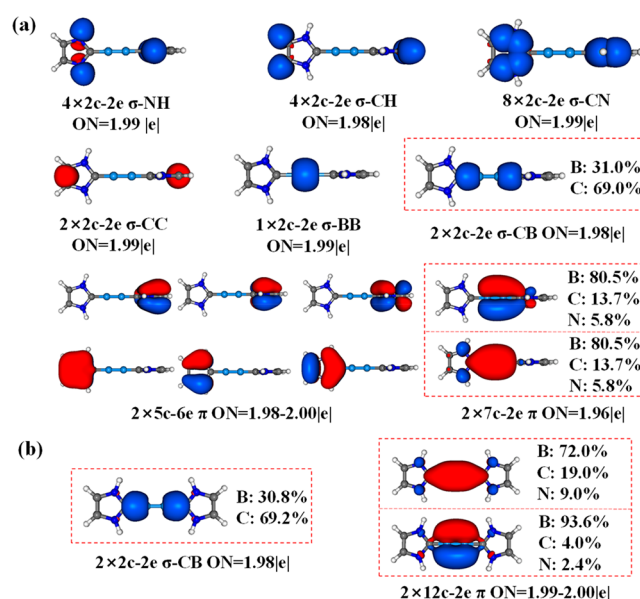 (a)
4×2c-2e σ-NH
ON=1.99 |e|
4×2c-2e σ-CH
ON=1.98|e|
8×2c-2e σ-CN
ON=1.99|e|
2×2c-2e σ-CC
ON=1.99|e|
1×2c-2e σ-BB
ON=1.99|e|
B: 31.0%
C: 69.0%
2×2c-2e σ-CB ON=1.98|e|
B: 80.5%
C: 13.7%
N: 5.8%
B: 80.5%
C: 13.7%
N: 5.8%
2×5c-6e π ON=1.98-2.00|e|
2×7c-2e π ON=1.96|e|
(b)
B: 30.8%
C: 69.2%
2×2c-2e σ-CB ON=1.98|e|
B: 72.0%
C: 19.0%
N: 9.0%
B: 93.6%
C: 4.0%
N: 2.4%
2×12c-2e π ON=1.99-2.00|e|